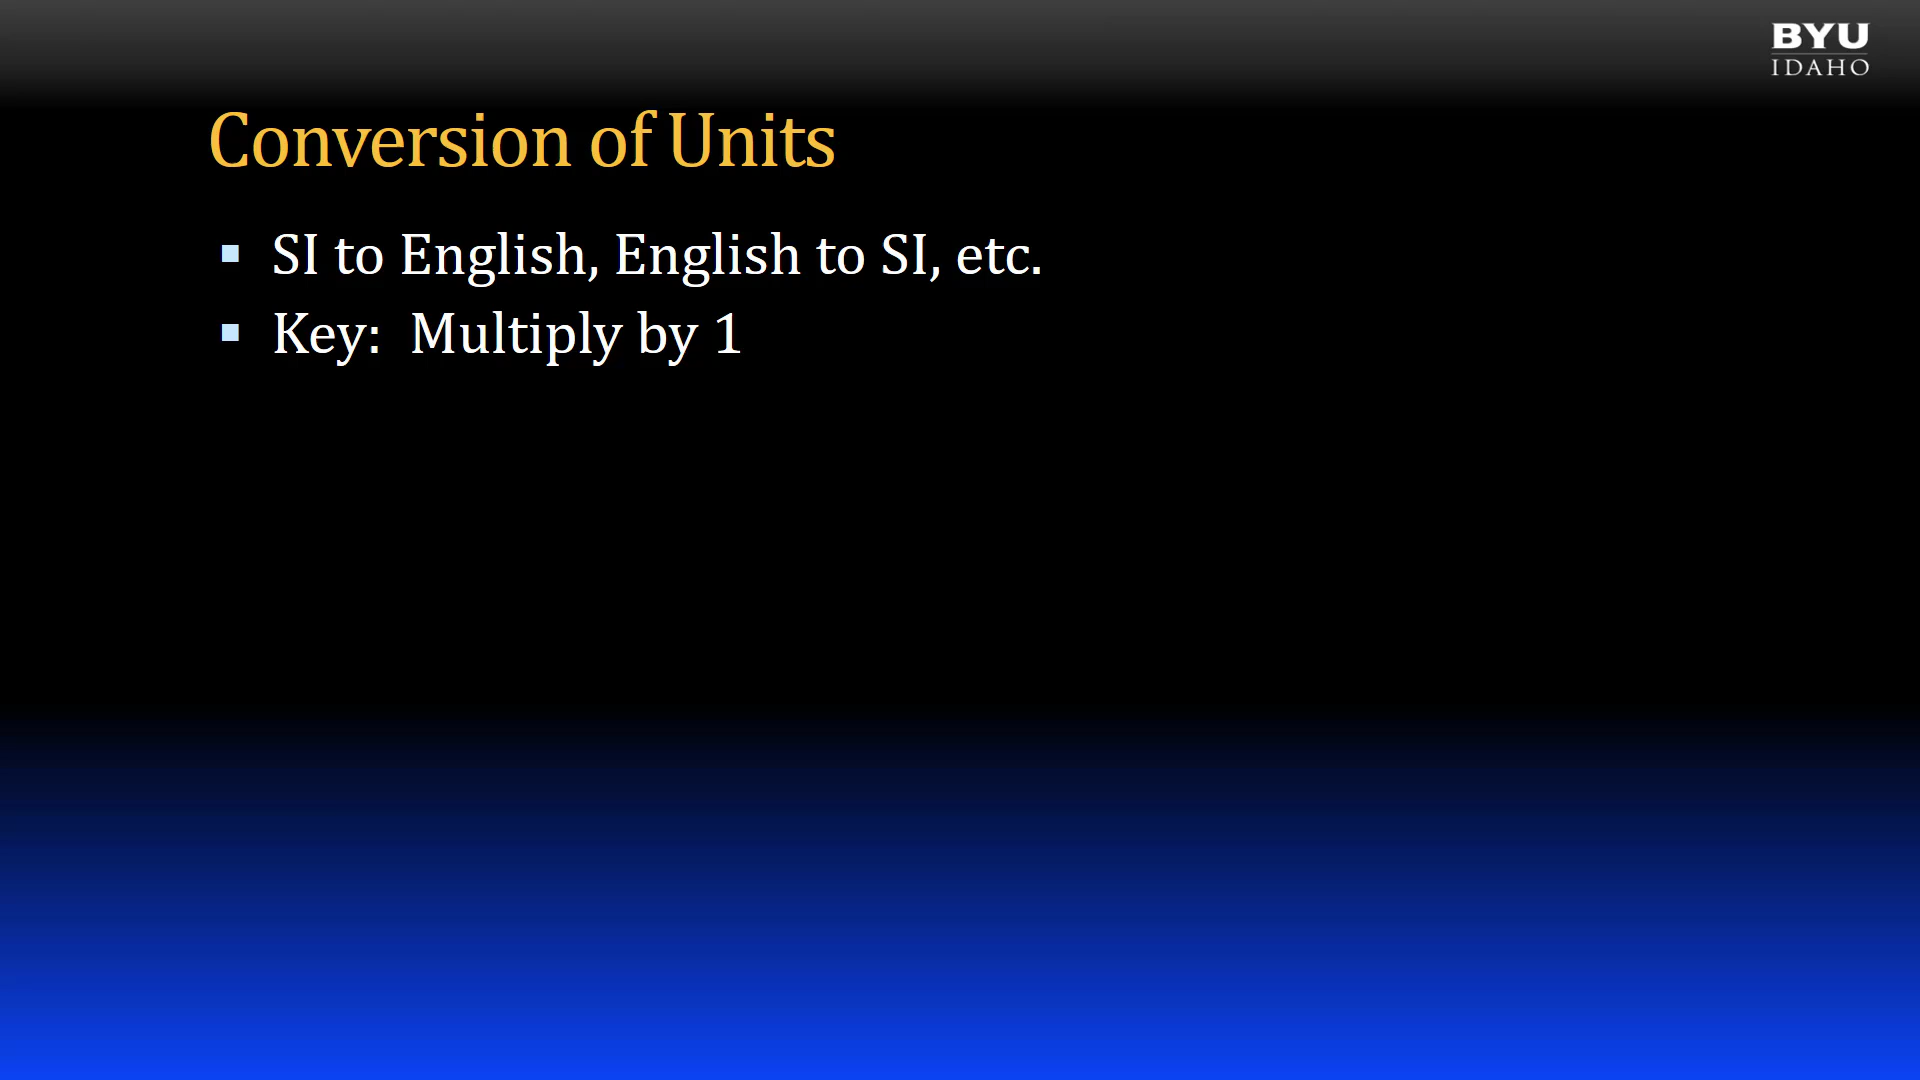 BYU
IDAHO
Conversion of Units
▪ SI to English, English to SI, etc.
▪ Key:  Multiply by 1